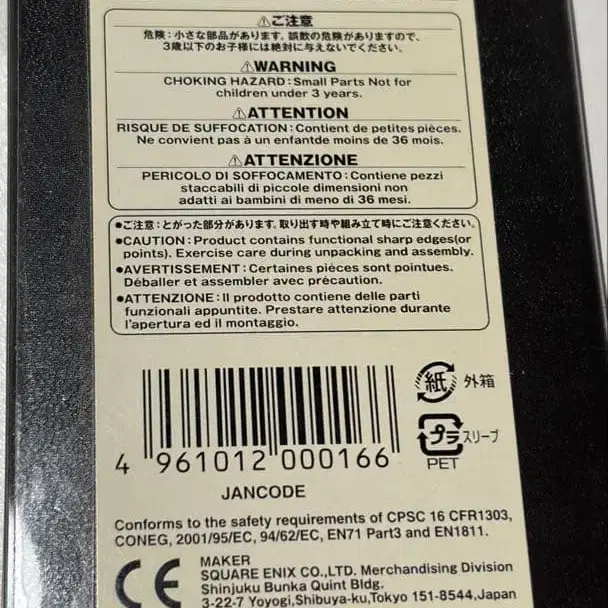 ⚠ご注意
危険：小さな部品があります。誤飲の危険がありますので、
3歳以下のお子様には絶対に与えないでください。
⚠WARNING
CHOKING HAZARD：Small Parts Not for
children under 3 years.
⚠ATTENTION
RISQUE DE SUFFOCATION：Contient de petites pièces.
Ne convient pas à un enfantde moins de 36 mois.
⚠ATTENZIONE
PERICOLO DI SOFFOCAMENTO：Contiene pezzi
staccabili di piccole dimensioni non
adatti ai bambini di meno di 36 mesi.
●ご注意：とがった部分があります。取り出す時や組み立て時にご注意ください。
●CAUTION：Product contains functional sharp edges(or
points). Exercise care during unpacking and assembly.
●AVERTISSEMENT：Certaines pièces sont pointues.
Déballer et assembler avec précaution.
●ATTENZIONE：Il prodotto contiene delle parti
funzionali appuntite. Prestare attenzione durante
l'apertura ed il montaggio.
紙 外箱
プラ スリーブ
PET
4 961012 000166
JANCODE
Conforms to the safety requirements of CPSC 16 CFR1303,
CONEG, 2001/95/EC, 94/62/EC, EN71 Part3 and EN1811.
CE
MAKER
SQUARE ENIX CO.,LTD. Merchandising Division
Shinjuku Bunka Quint Bldg.
3-22-7 Yoyogi,Shibuya-ku,Tokyo 151-8544,Japan